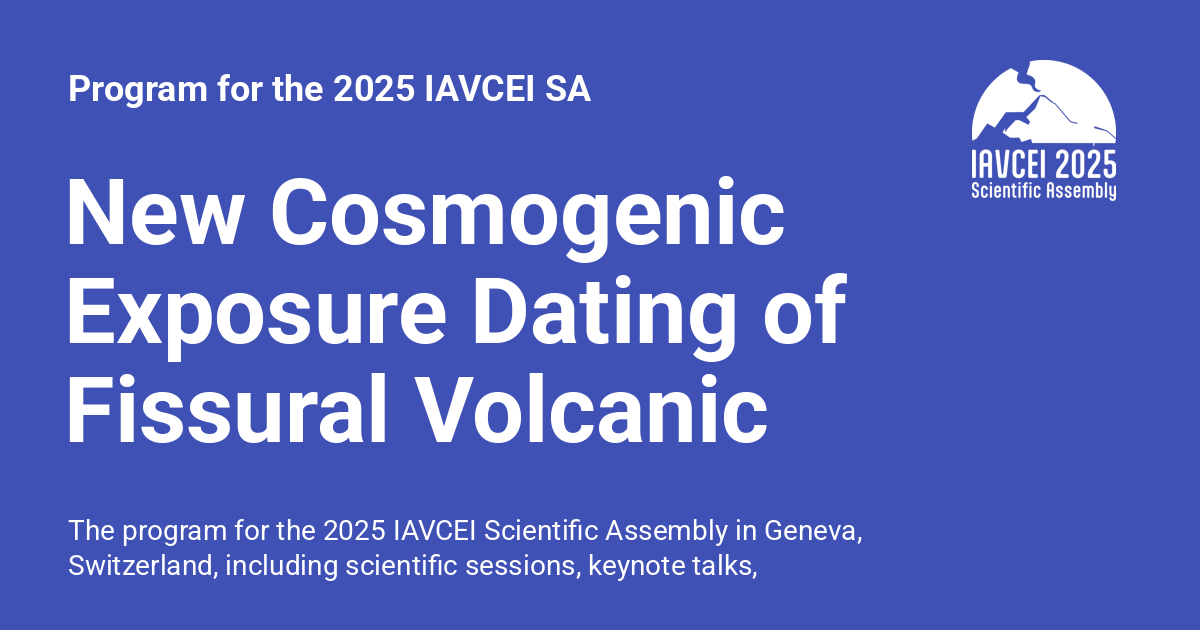 Program for the 2025 IAVCEI SA
IAVCEI 2025
Scientific Assembly
New Cosmogenic
Exposure Dating of
Fissural Volcanic
The program for the 2025 IAVCEI Scientific Assembly in Geneva,
Switzerland, including scientific sessions, keynote talks,